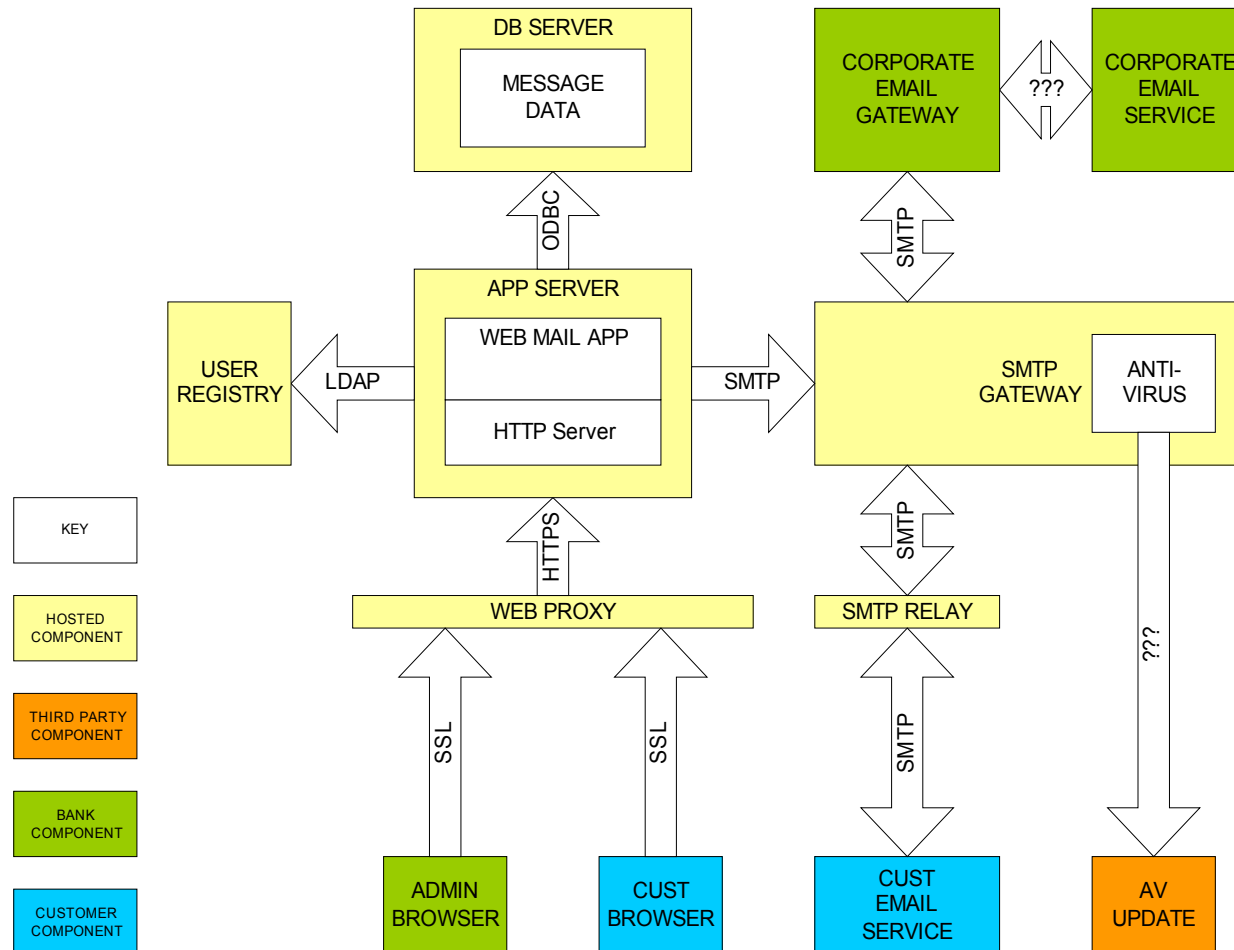 DB SERVER
MESSAGE
DATA
CORPORATE
EMAIL
GATEWAY
???
CORPORATE
EMAIL
SERVICE
ODBC
SMTP
APP SERVER
WEB MAIL APP
HTTP Server
USER
REGISTRY
LDAP
SMTP
SMTP
GATEWAY
ANTI-
VIRUS
KEY
HTTPS
SMTP
???
HOSTED
COMPONENT
WEB PROXY
SMTP RELAY
THIRD PARTY
COMPONENT
SSL
SSL
SMTP
BANK
COMPONENT
CUSTOMER
COMPONENT
ADMIN
BROWSER
CUST
BROWSER
CUST
EMAIL
SERVICE
AV
UPDATE